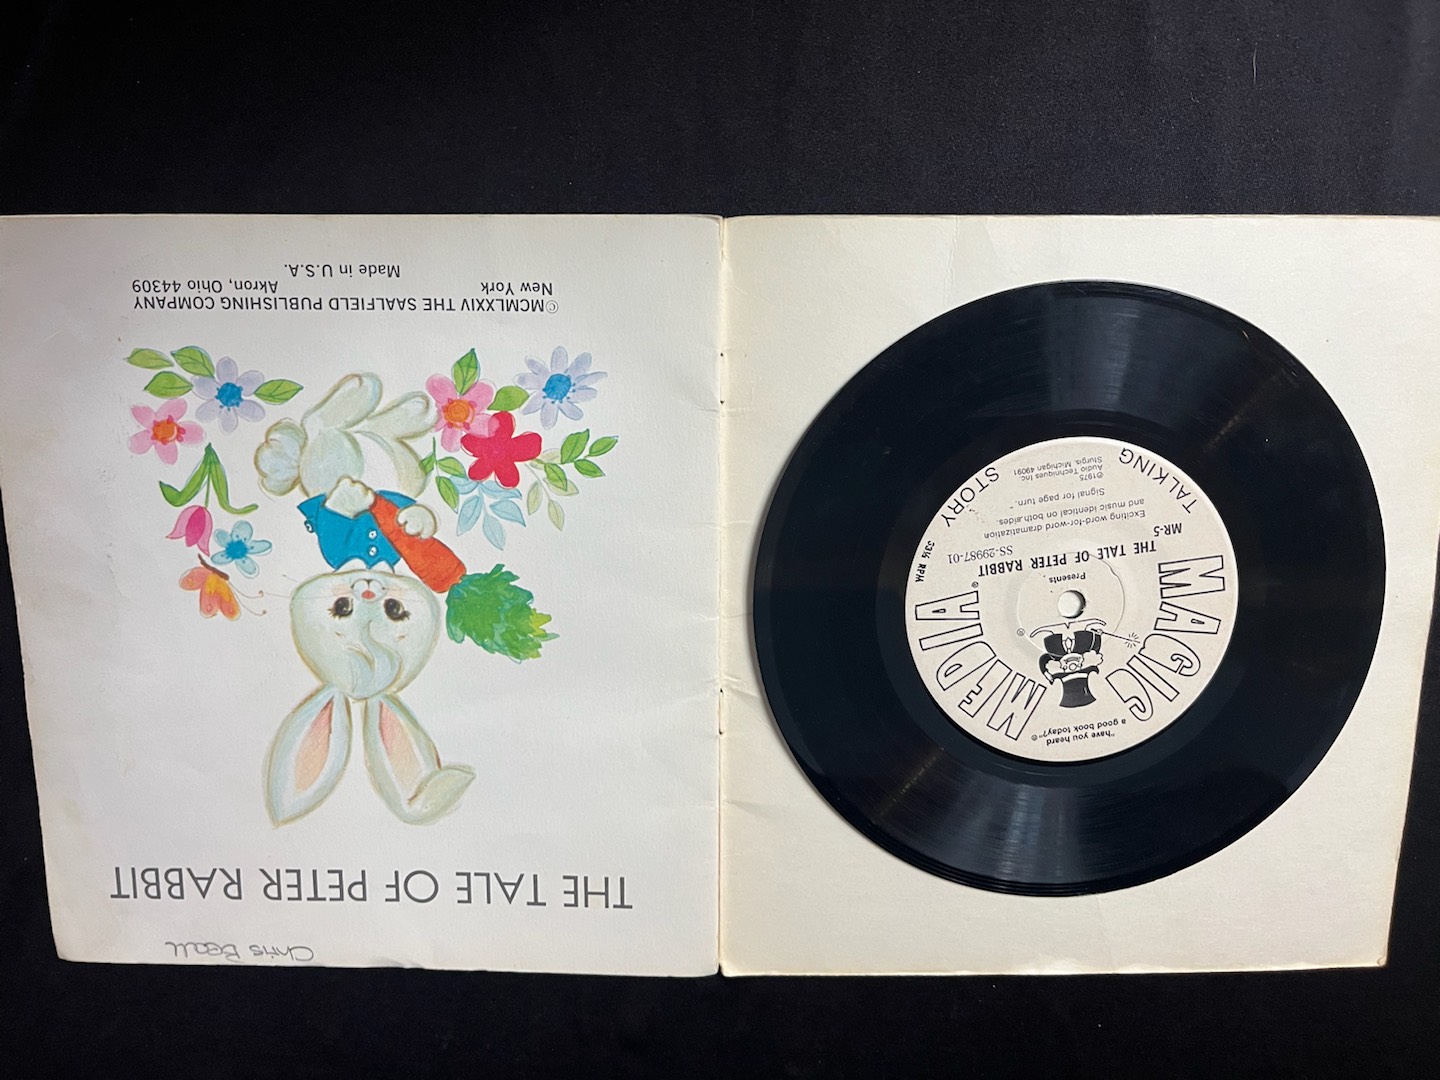 Chris Beall
THE TALE OF PETER RABBIT
©MCMLXXIV THE SAALFIELD PUBLISHING COMPANY
New York Akron, Ohio 44309
Made in U.S.A.
"have you heard
a good book today?"®
MAGIC MEDIA®
®
Presents
THE TALE OF PETER RABBIT
MR-5 SS-29987-01 33⅓ RPM
Exciting word-for-word dramatization
and music identical on both sides.
Signal for page turn."
℗1975
Audio Techniques Inc.
Sturgis, Michigan 49091
TALKING STORY